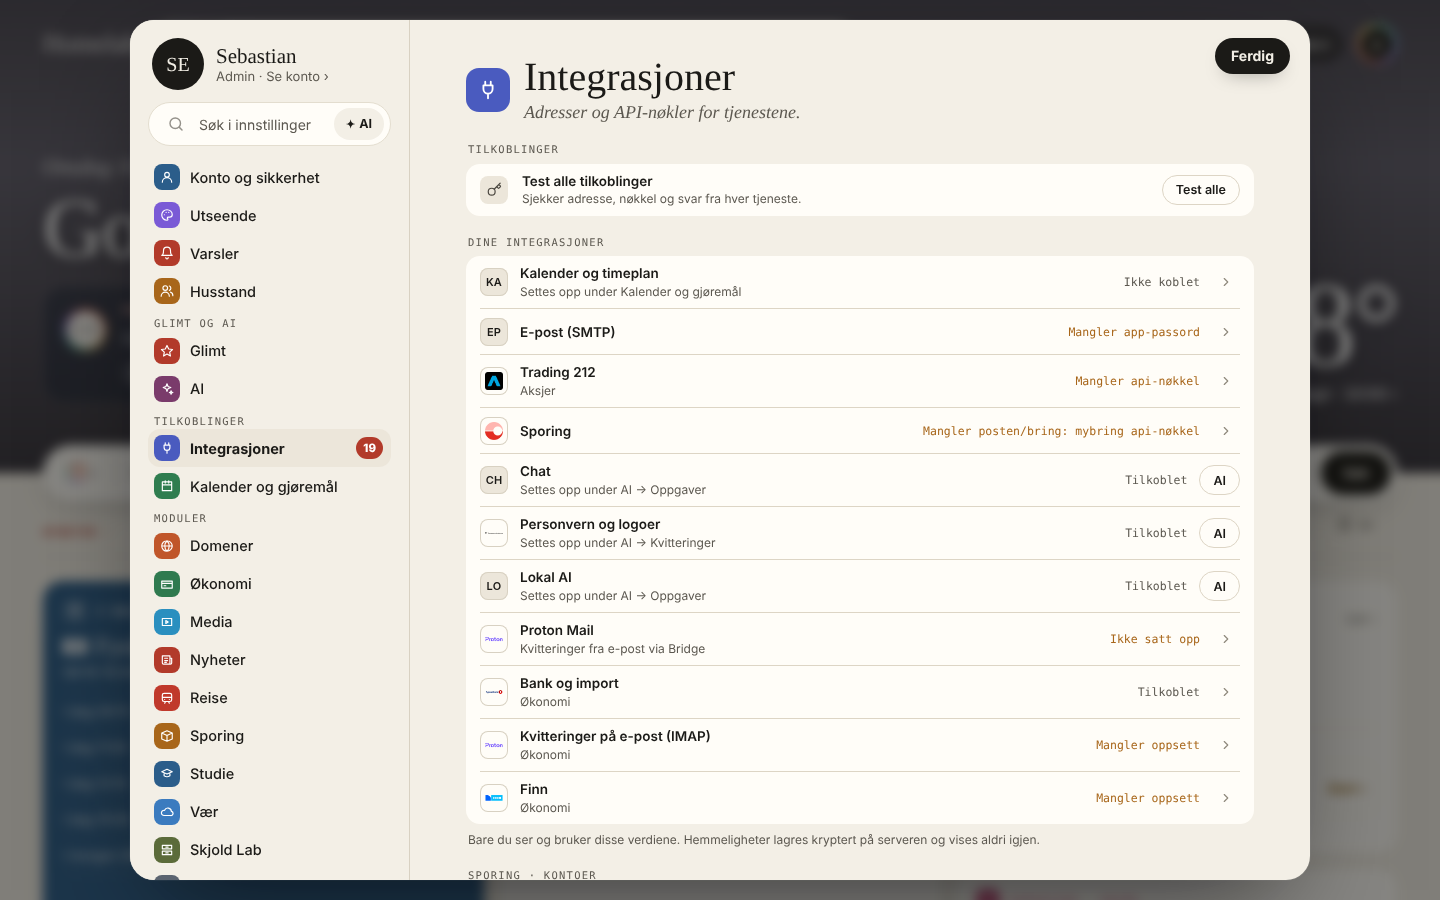 SE
Sebastian
Admin · Se konto ›
Søk i innstillinger
✦ AI
Konto og sikkerhet
Utseende
Varsler
Husstand
GLIMT OG AI
Glimt
AI
TILKOBLINGER
Integrasjoner
19
Kalender og gjøremål
MODULER
Domener
Økonomi
Media
Nyheter
Reise
Sporing
Studie
Vær
Skjold Lab
Ferdig
Integrasjoner
Adresser og API-nøkler for tjenestene.
TILKOBLINGER
Test alle tilkoblinger
Sjekker adresse, nøkkel og svar fra hver tjeneste.
Test alle
DINE INTEGRASJONER
KA
Kalender og timeplan
Settes opp under Kalender og gjøremål
Ikke koblet
EP
E-post (SMTP)
Mangler app-passord
Trading 212
Aksjer
Mangler api-nøkkel
Sporing
Mangler posten/bring: mybring api-nøkkel
CH
Chat
Settes opp under AI → Oppgaver
Tilkoblet
AI
Personvern og logoer
Settes opp under AI → Kvitteringer
Tilkoblet
AI
LO
Lokal AI
Settes opp under AI → Oppgaver
Tilkoblet
AI
Proton
Proton Mail
Kvitteringer fra e-post via Bridge
Ikke satt opp
Bank og import
Økonomi
Tilkoblet
Proton
Kvitteringer på e-post (IMAP)
Økonomi
Mangler oppsett
Finn
Økonomi
Mangler oppsett
Bare du ser og bruker disse verdiene. Hemmeligheter lagres kryptert på serveren og vises aldri igjen.
SPORING · KONTOER
8°